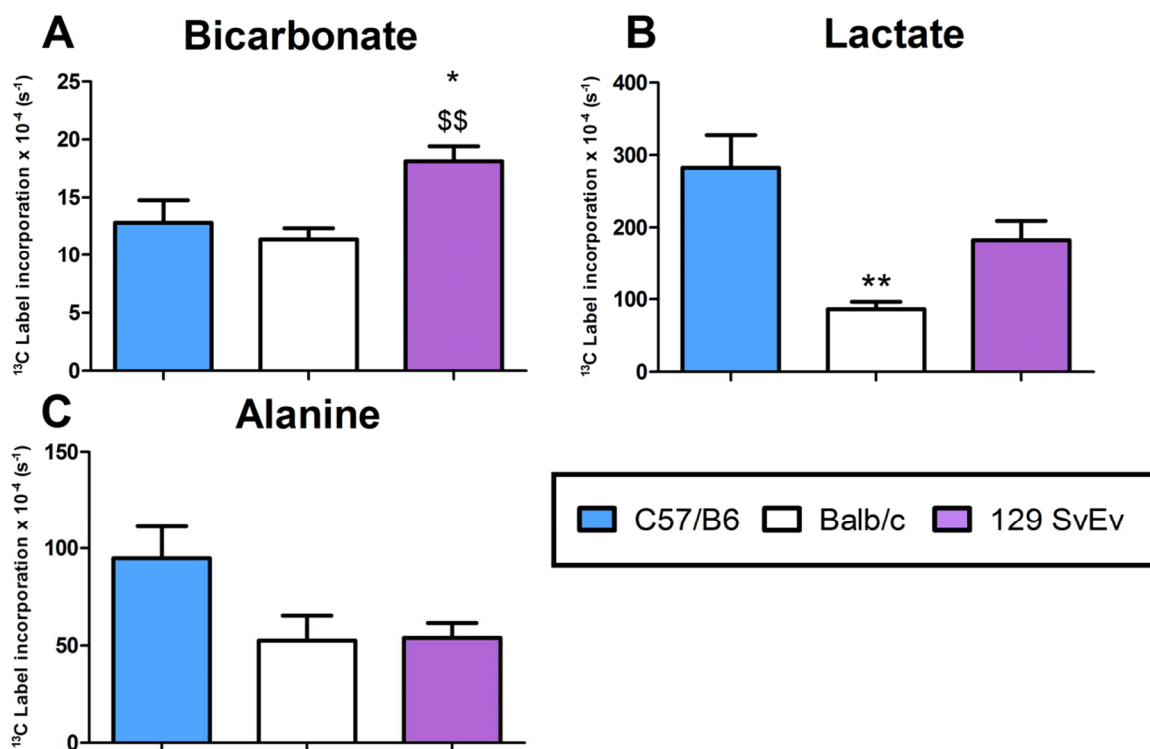 A Bicarbonate
¹³C Label incorporation x 10⁻⁴ (s⁻¹)
25
20
15
10
5
0
*
$$
B Lactate
¹³C Label incorporation x 10⁻⁴ (s⁻¹)
400
300
200
100
0
**
C Alanine
¹³C Label incorporation x 10⁻⁴ (s⁻¹)
150
100
50
0
C57/B6 Balb/c 129 SvEv